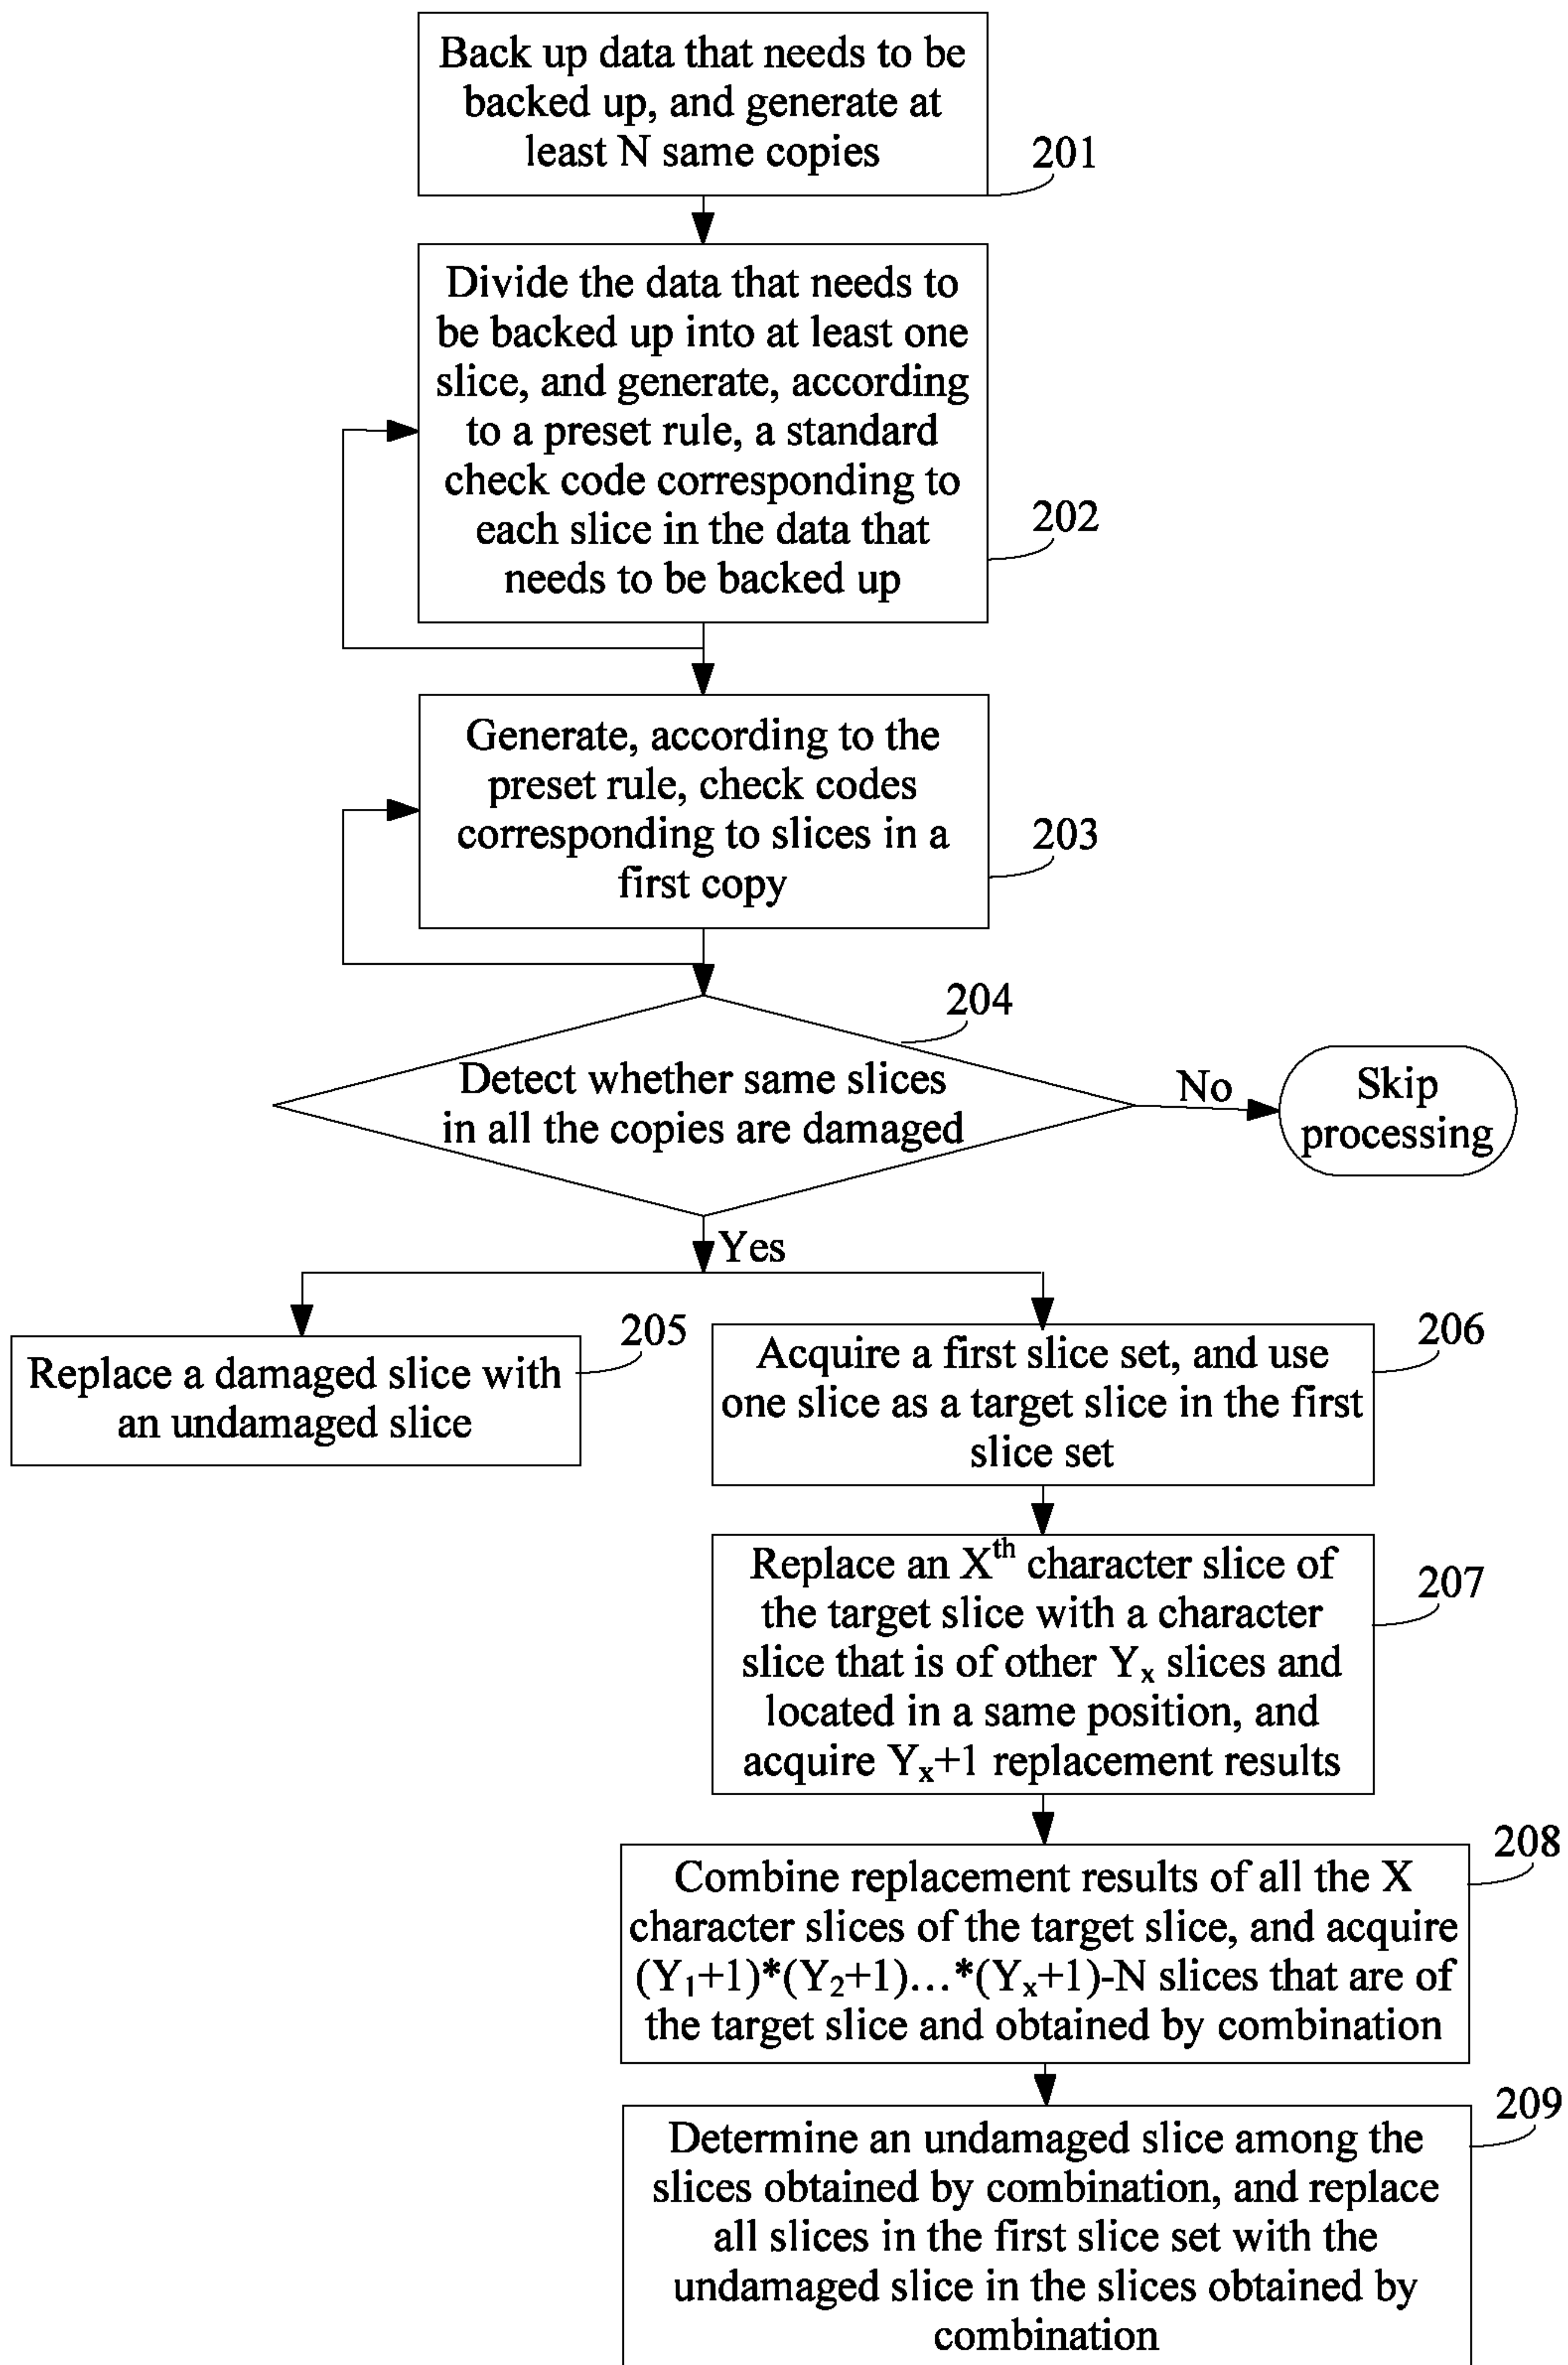 Back up data that needs to be
backed up, and generate at
least N same copies
201
Divide the data that needs to
be backed up into at least one
slice, and generate, according
to a preset rule, a standard
check code corresponding to
each slice in the data that
needs to be backed up
202
Generate, according to the
preset rule, check codes
corresponding to slices in a
first copy
203
204
Detect whether same slices
in all the copies are damaged
No
Skip
processing
Yes
Replace a damaged slice with
an undamaged slice
205
Acquire a first slice set, and use
one slice as a target slice in the first
slice set
206
Replace an Xth character slice of
the target slice with a character
slice that is of other Yx slices and
located in a same position, and
acquire Yx+1 replacement results
207
Combine replacement results of all the X
character slices of the target slice, and acquire
(Y1+1)*(Y2+1)...*(Yx+1)-N slices that are of
the target slice and obtained by combination
208
Determine an undamaged slice among the
slices obtained by combination, and replace
all slices in the first slice set with the
undamaged slice in the slices obtained by
combination
209